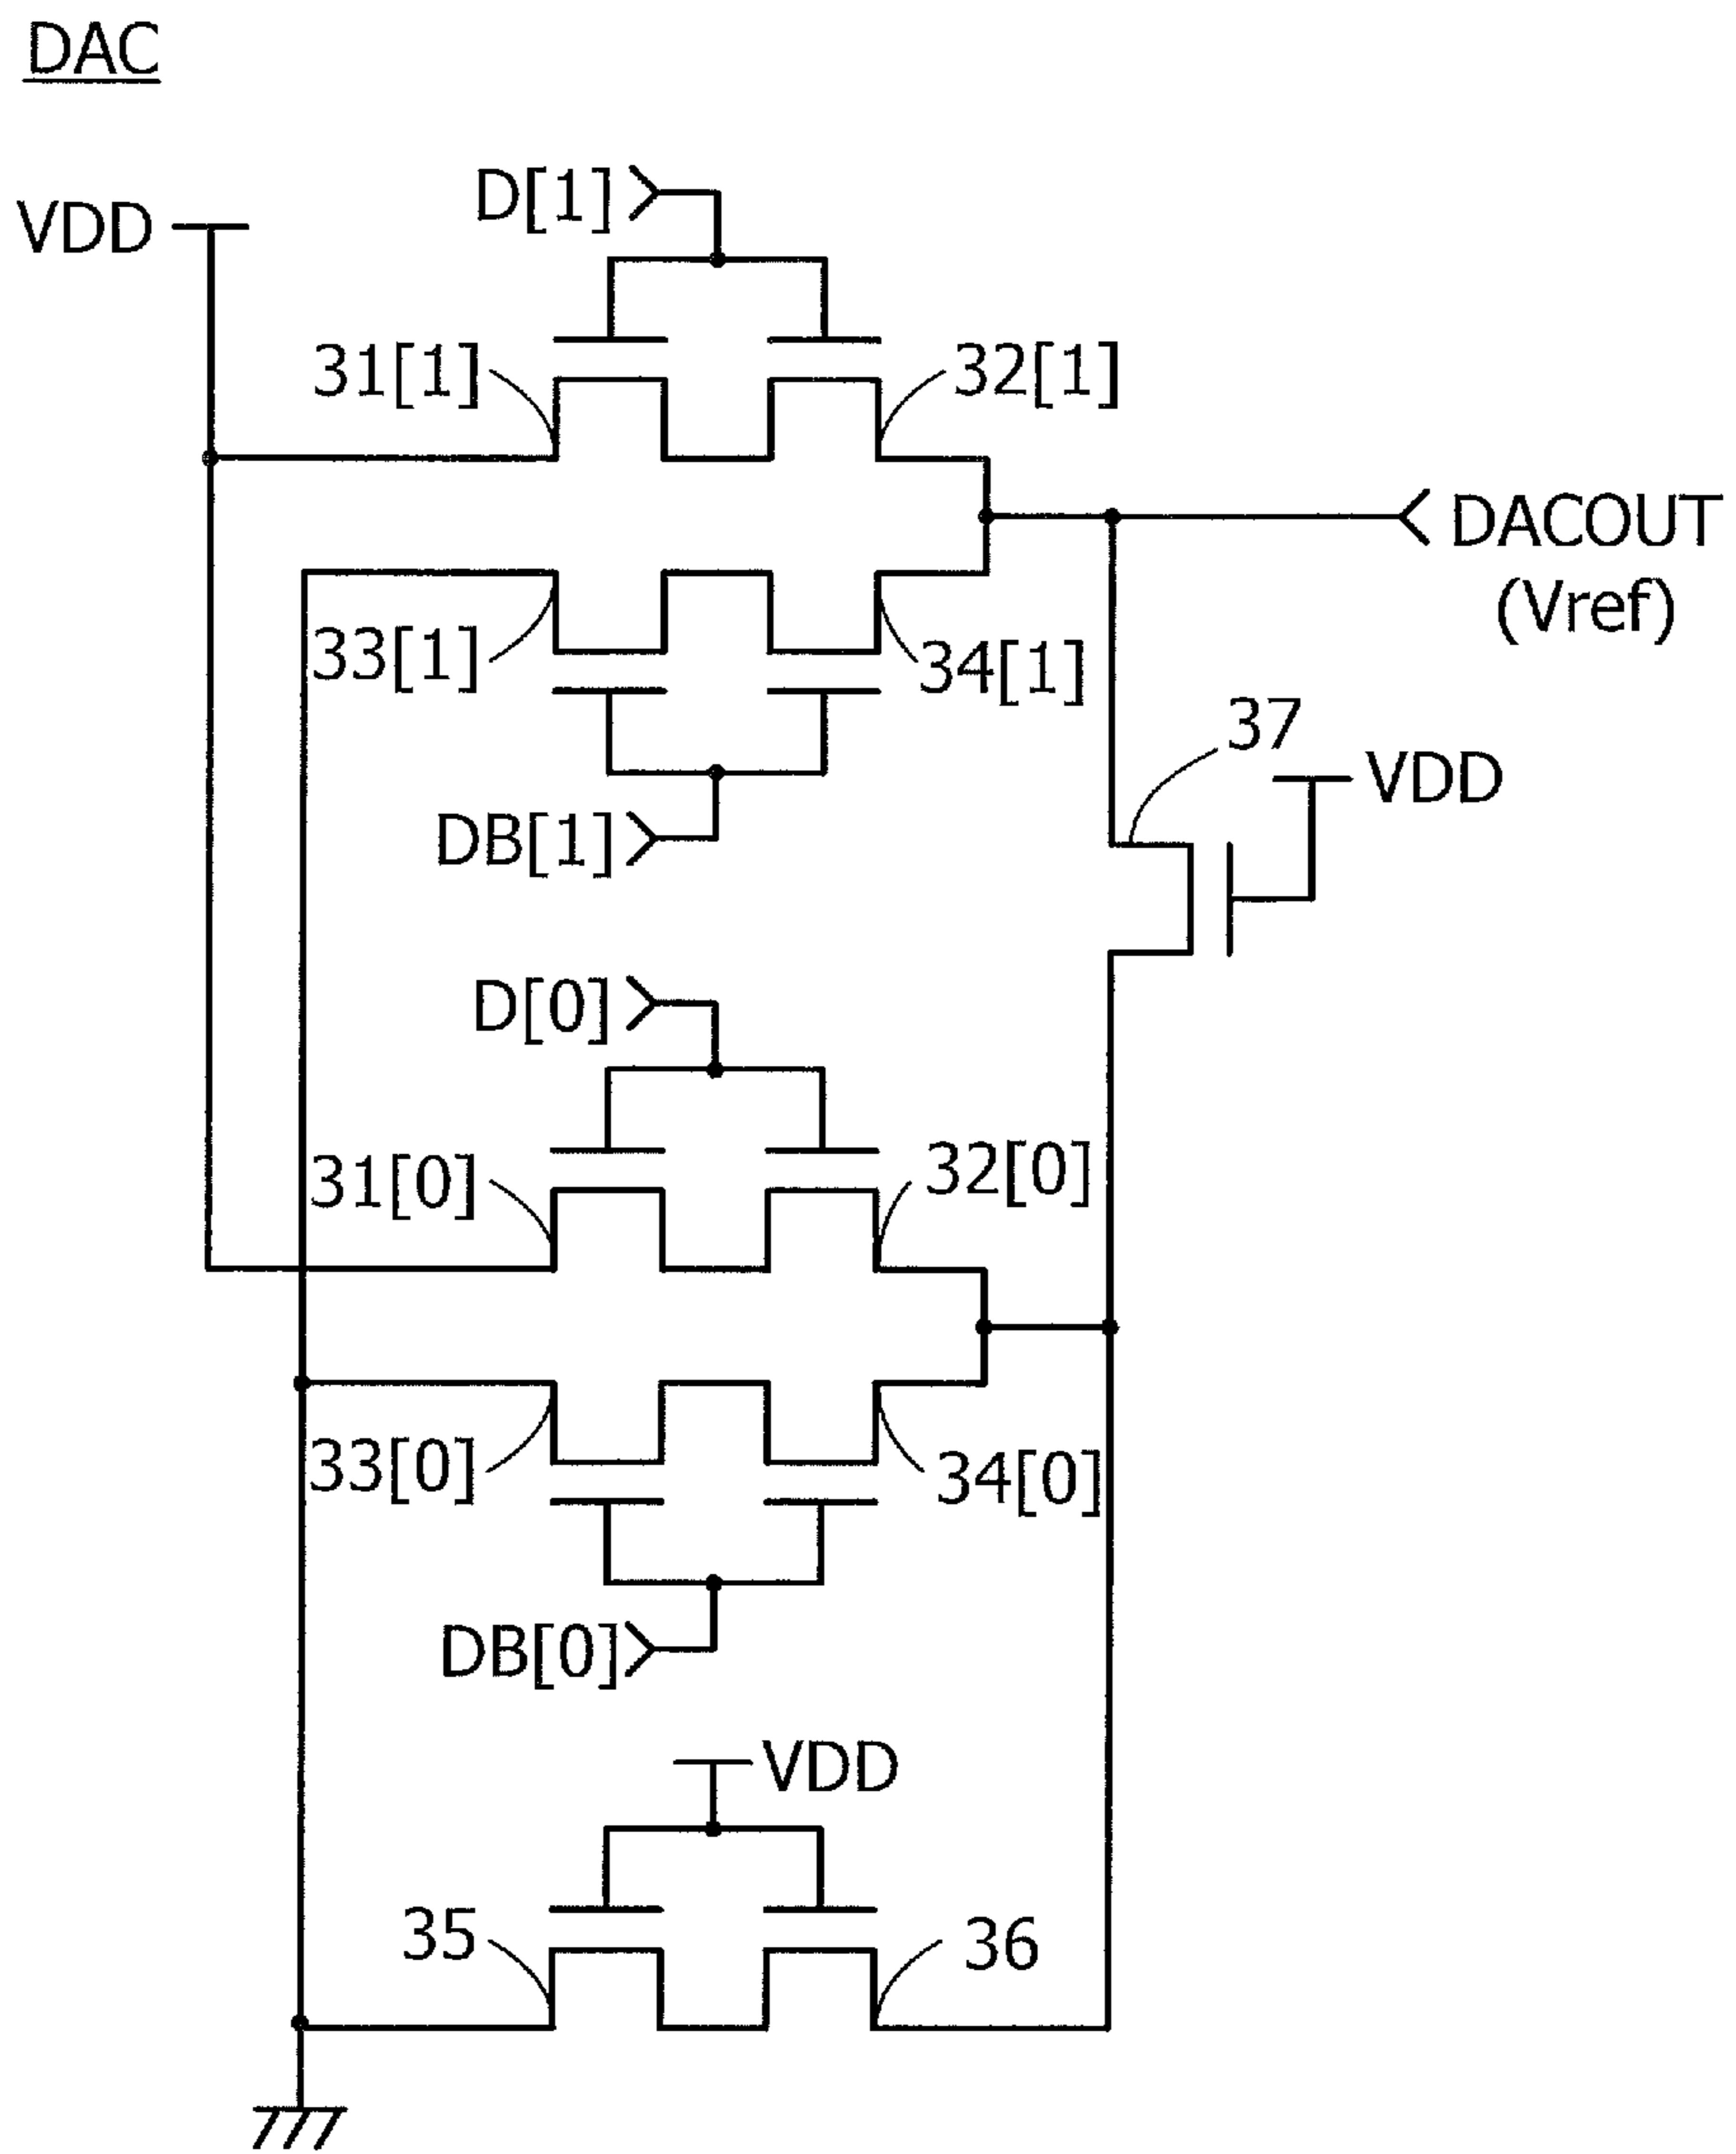 DAC
D[1]
VDD
31[1]
32[1]
DACOUT
(Vref)
33[1]
34[1]
37
VDD
DB[1]
D[0]
31[0]
32[0]
33[0]
34[0]
DB[0]
VDD
35
36